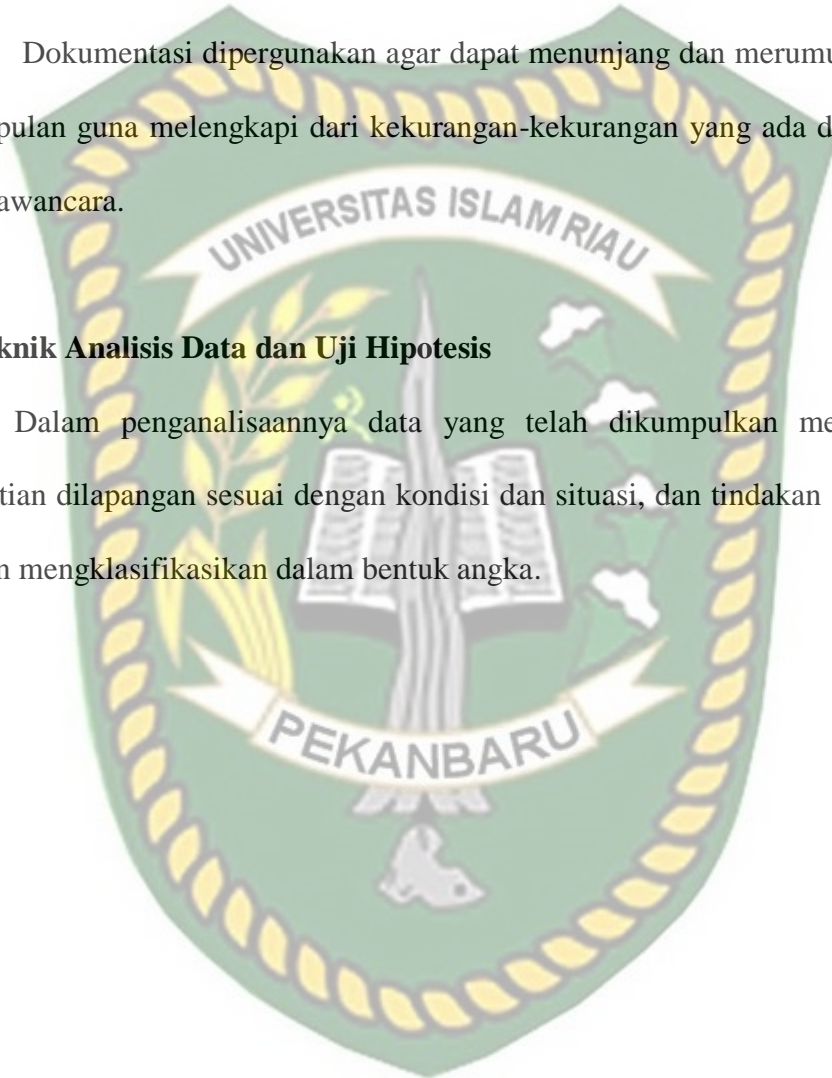 Dokumentasi dipergunakan agar dapat menunjang dan merumu
pulan guna melengkapi dari kekurangan-kekurangan yang ada d
awancara.
UNIVERSITAS ISLAM RIAU
knik Analisis Data dan Uji Hipotesis
Dalam penganalisaannya data yang telah dikumpulkan me
tian dilapangan sesuai dengan kondisi dan situasi, dan tindakan
n mengklasifikasikan dalam bentuk angka.
PEKANBARU